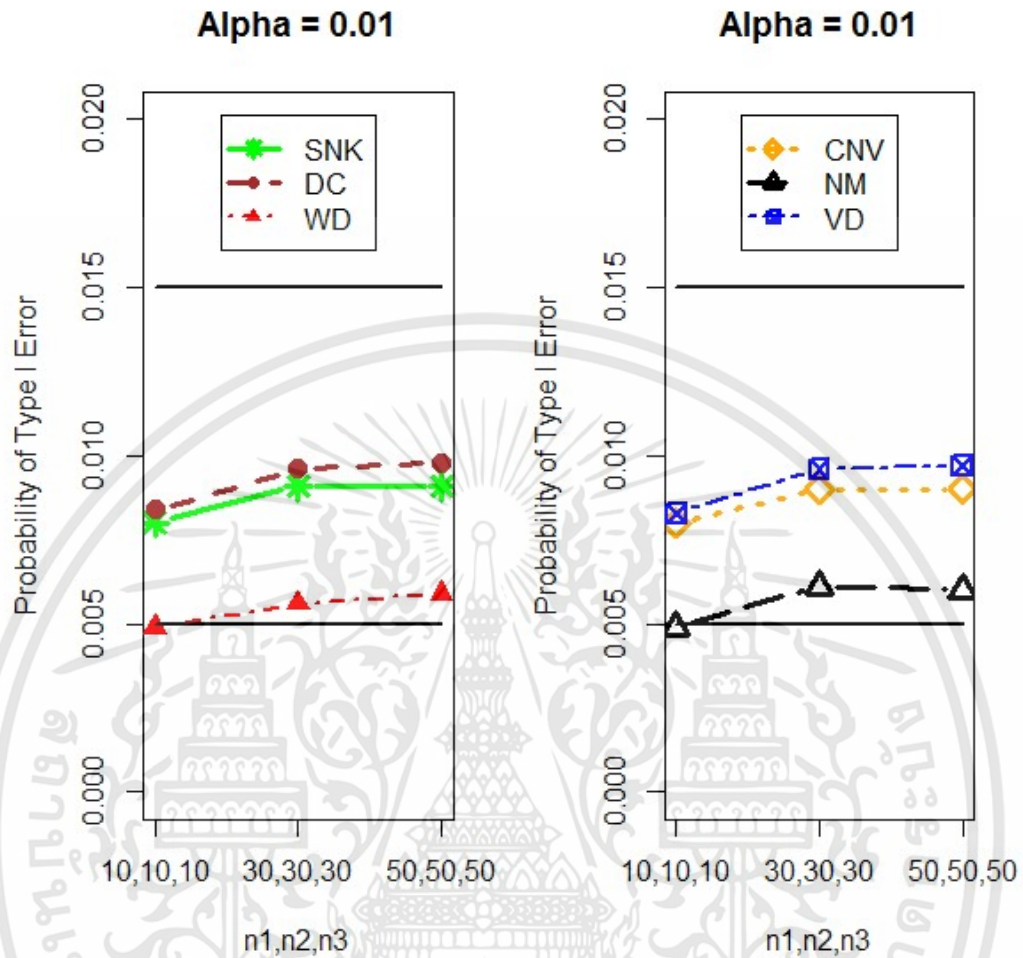 Alpha = 0.01
Probability of Type I Error
0.020
0.015
0.010
0.005
0.000
SNK
DC
WD
10,10,10 30,30,30 50,50,50
n1,n2,n3
Alpha = 0.01
Probability of Type I Error
0.020
0.015
0.010
0.005
0.000
CNV
NM
VD
10,10,10 30,30,30 50,50,50
n1,n2,n3